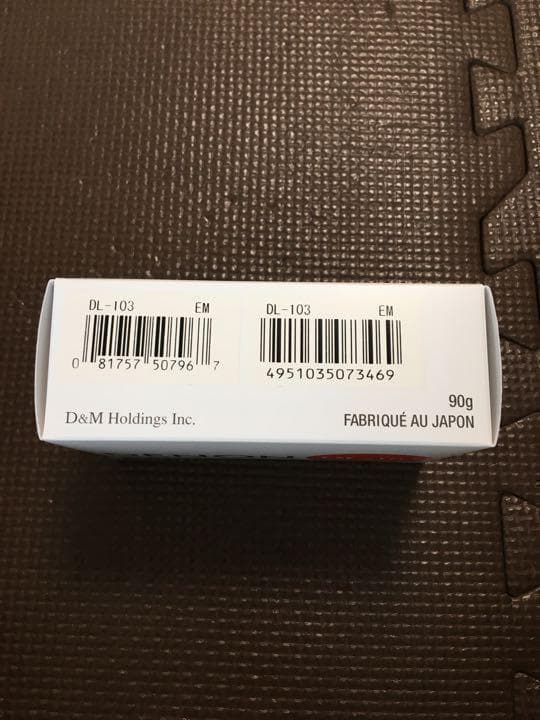 DL-103 EM
0 81757 50796 7
DL-103 EM
4951035073469
D&M Holdings Inc.
90g
FABRIQUÉ AU JAPON